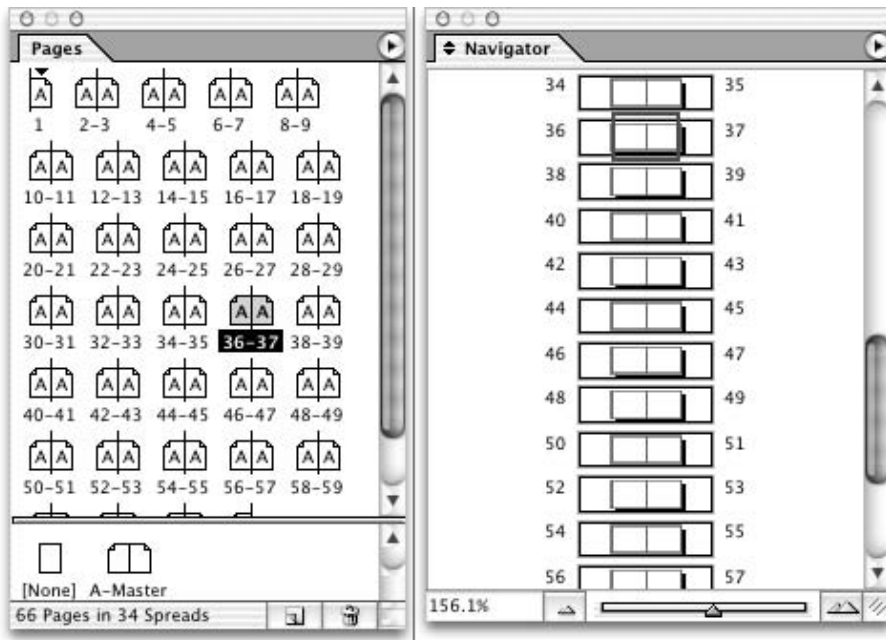 Pages
A
A A
A A
A A
A A
1 2-3 4-5 6-7 8-9
A A
A A
A A
A A
A A
10-11 12-13 14-15 16-17 18-19
A A
A A
A A
A A
A A
20-21 22-23 24-25 26-27 28-29
A A
A A
A A
A A
A A
30-31 32-33 34-35 36-37 38-39
A A
A A
A A
A A
A A
40-41 42-43 44-45 46-47 48-49
A A
A A
A A
A A
A A
50-51 52-53 54-55 56-57 58-59
[None] A-Master
66 Pages in 34 Spreads
Navigator
34 35
36 37
38 39
40 41
42 43
44 45
46 47
48 49
50 51
52 53
54 55
56 57
156.1%